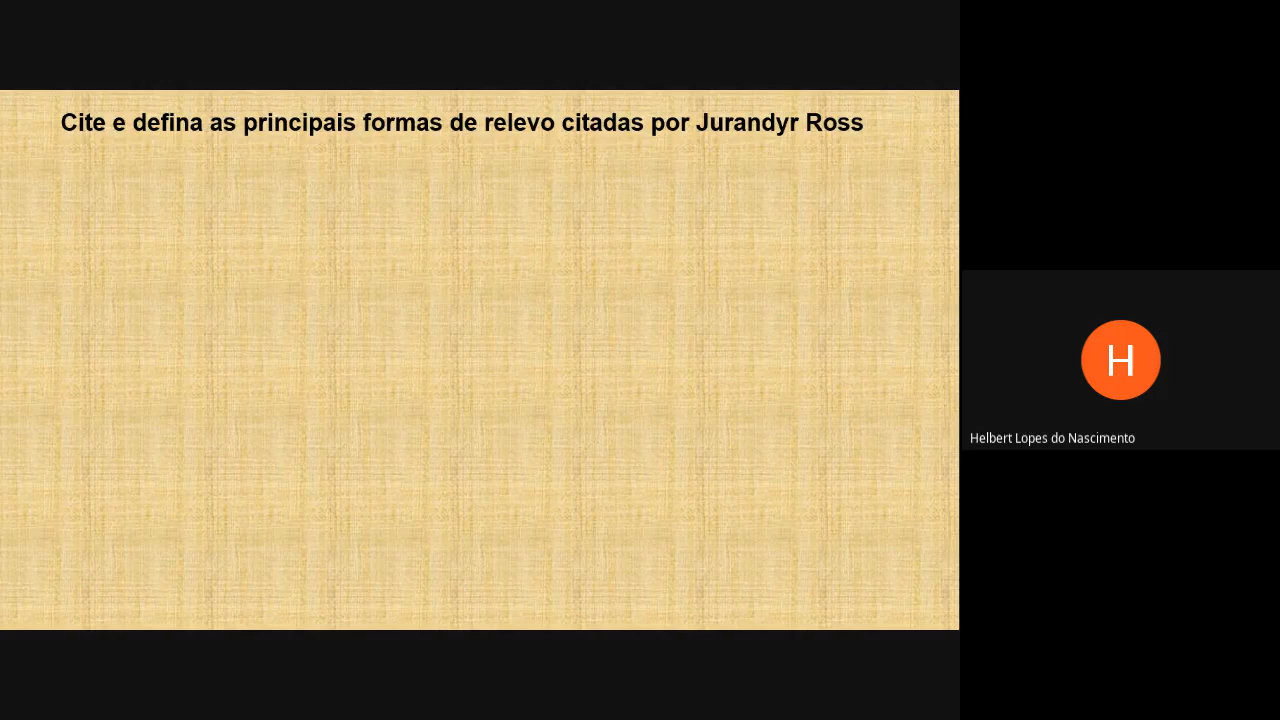 Cite e defina as principais formas de relevo citadas por Jurandyr Ross
H
Helbert Lopes do Nascimento